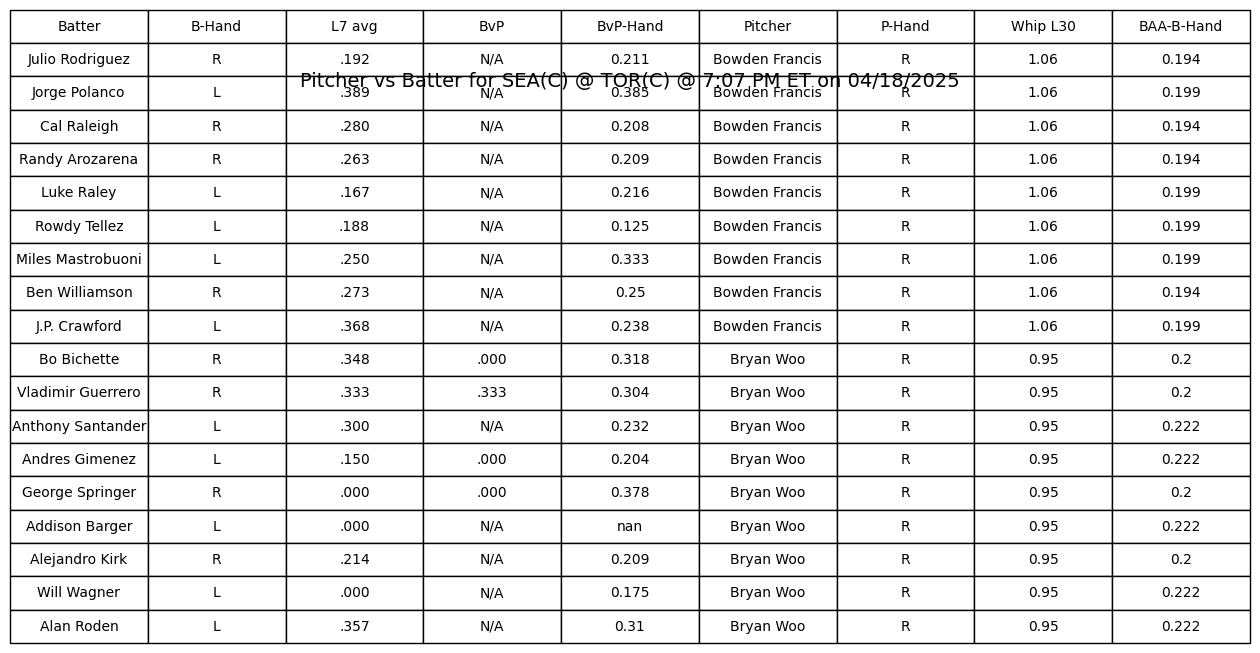 Batter B-Hand L7 avg BvP BvP-Hand Pitcher P-Hand Whip L30 BAA-B-Hand
Julio Rodriguez R .192 N/A 0.211 Bowden Francis R 1.06 0.194
Pitcher vs Batter for SEA(C) @ TOR(C) @ 7:07 PM ET on 04/18/2025
Jorge Polanco L .389 N/A 0.385 Bowden Francis R 1.06 0.199
Cal Raleigh R .280 N/A 0.208 Bowden Francis R 1.06 0.194
Randy Arozarena R .263 N/A 0.209 Bowden Francis R 1.06 0.194
Luke Raley L .167 N/A 0.216 Bowden Francis R 1.06 0.199
Rowdy Tellez L .188 N/A 0.125 Bowden Francis R 1.06 0.199
Miles Mastrobuoni L .250 N/A 0.333 Bowden Francis R 1.06 0.199
Ben Williamson R .273 N/A 0.25 Bowden Francis R 1.06 0.194
J.P. Crawford L .368 N/A 0.238 Bowden Francis R 1.06 0.199
Bo Bichette R .348 .000 0.318 Bryan Woo R 0.95 0.2
Vladimir Guerrero R .333 .333 0.304 Bryan Woo R 0.95 0.2
Anthony Santander L .300 N/A 0.232 Bryan Woo R 0.95 0.222
Andres Gimenez L .150 .000 0.204 Bryan Woo R 0.95 0.222
George Springer R .000 .000 0.378 Bryan Woo R 0.95 0.2
Addison Barger L .000 N/A nan Bryan Woo R 0.95 0.222
Alejandro Kirk R .214 N/A 0.209 Bryan Woo R 0.95 0.2
Will Wagner L .000 N/A 0.175 Bryan Woo R 0.95 0.222
Alan Roden L .357 N/A 0.31 Bryan Woo R 0.95 0.222